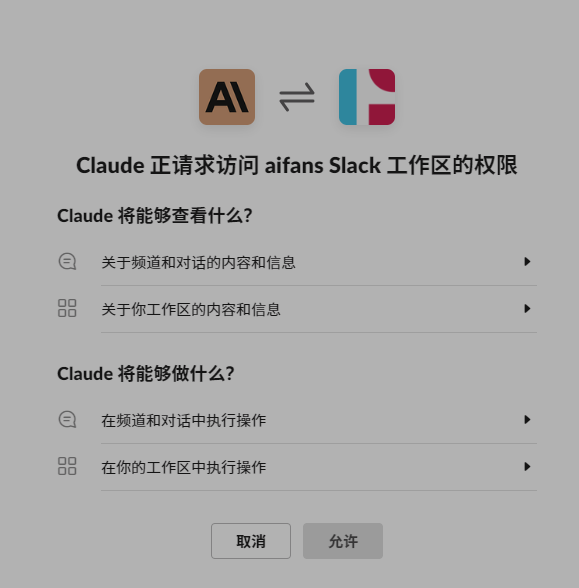 AI
Claude 正请求访问 aifans Slack 工作区的权限
Claude 将能够查看什么？
关于频道和对话的内容和信息
关于你工作区的内容和信息
Claude 将能够做什么？
在频道和对话中执行操作
在你的工作区中执行操作
取消
允许